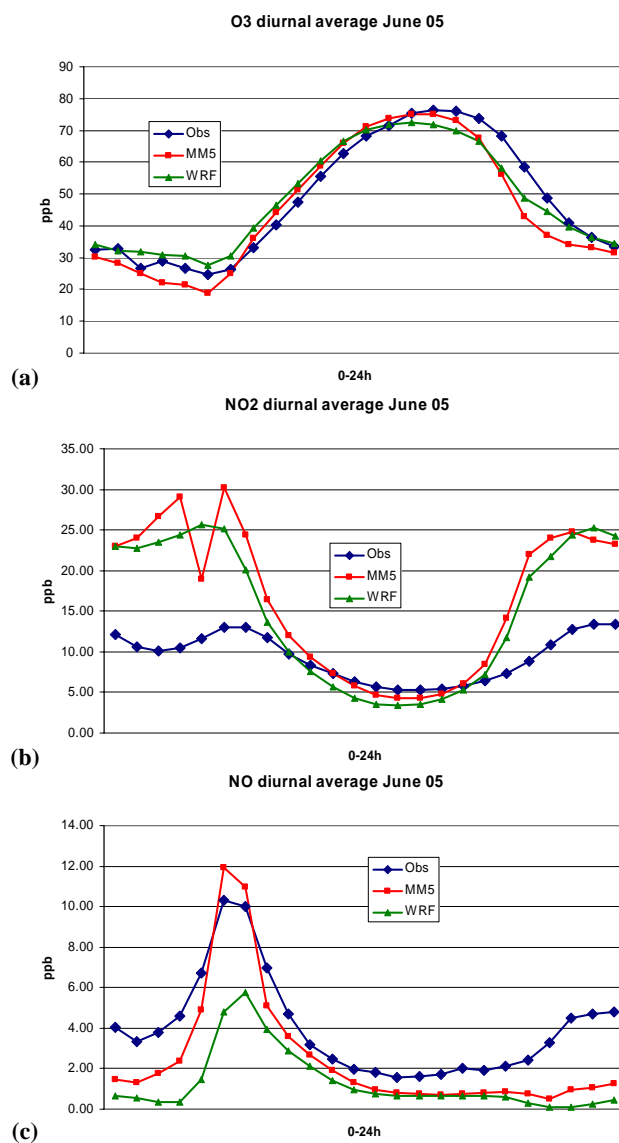 O3 diurnal average June 05
90
80
70
60
50
40
30
20
10
0
ppb
Obs
MM5
WRF
(a)
0-24h
NO2 diurnal average June 05
35.00
30.00
25.00
20.00
15.00
10.00
5.00
0.00
ppb
Obs
MM5
WRF
(b)
0-24h
NO diurnal average June 05
14.00
12.00
10.00
8.00
6.00
4.00
2.00
0.00
ppb
Obs
MM5
WRF
(c)
0-24h